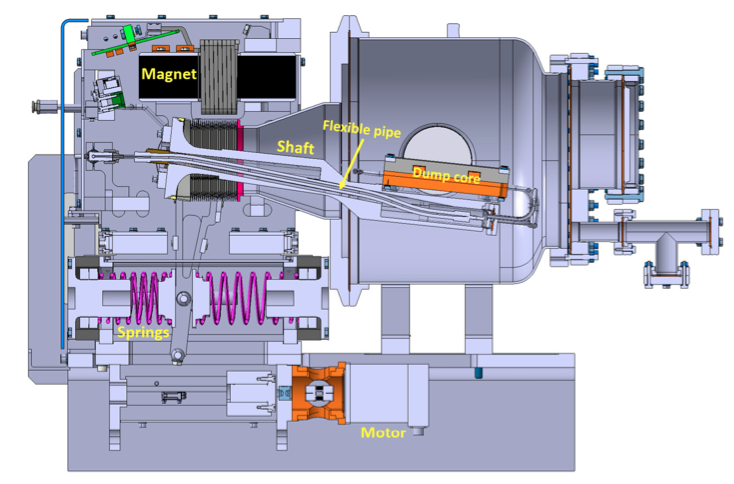 Magnet
Flexible pipe
Shaft
Dump core
Springs
Motor